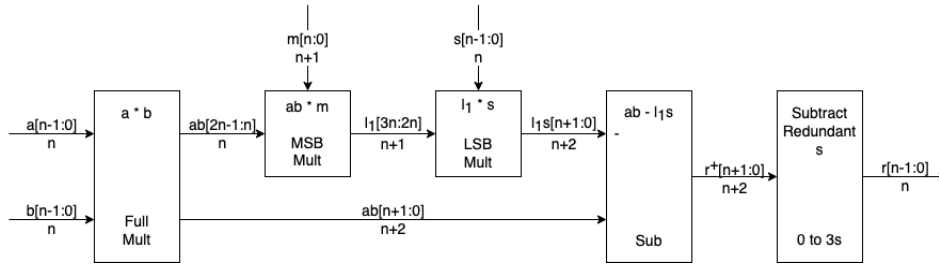 m[n:0]
n+1
s[n-1:0]
n
a * b
ab * m
l₁ * s
ab - l₁s
Subtract
Redundant
s
a[n-1:0]
n
ab[2n-1:n]
n
MSB
Mult
l₁[3n:2n]
n+1
LSB
Mult
l₁s[n+1:0]
n+2
-
r⁺[n+1:0]
n+2
r[n-1:0]
n
b[n-1:0]
n
Full
Mult
ab[n+1:0]
n+2
Sub
0 to 3s